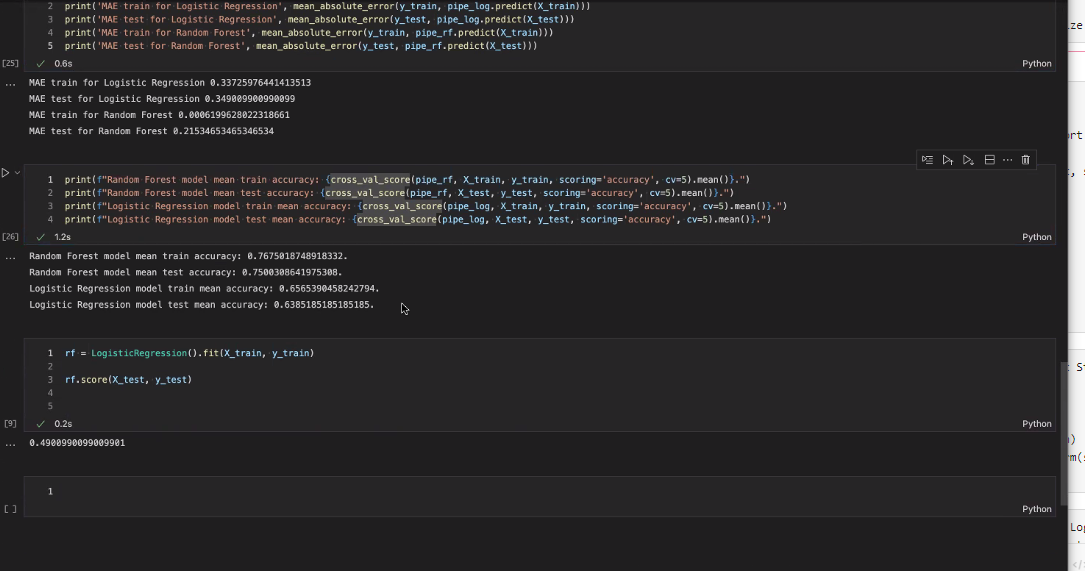 2 print('MAE train for Logistic Regression', mean_absolute_error(y_train, pipe_log.predict(X_train)))
3 print('MAE test for Logistic Regression', mean_absolute_error(y_test, pipe_log.predict(X_test)))
4 print('MAE train for Random Forest', mean_absolute_error(y_train, pipe_rf.predict(X_train)))
5 print('MAE test for Random Forest', mean_absolute_error(y_test, pipe_rf.predict(X_test)))
[25] 0.6s Python
MAE train for Logistic Regression 0.33725976441413513
MAE test for Logistic Regression 0.349009900990099
MAE train for Random Forest 0.0006199628022318661
MAE test for Random Forest 0.21534653465346534
1 print(f"Random Forest model mean train accuracy: {cross_val_score(pipe_rf, X_train, y_train, scoring='accuracy', cv=5).mean()}.")
2 print(f"Random Forest model mean test accuracy: {cross_val_score(pipe_rf, X_test, y_test, scoring='accuracy', cv=5).mean()}.")
3 print(f"Logistic Regression model train mean accuracy: {cross_val_score(pipe_log, X_train, y_train, scoring='accuracy', cv=5).mean()}.")
4 print(f"Logistic Regression model test mean accuracy: {cross_val_score(pipe_log, X_test, y_test, scoring='accuracy', cv=5).mean()}.")
[26] 1.2s Python
Random Forest model mean train accuracy: 0.7675018748918332.
Random Forest model mean test accuracy: 0.7500308641975308.
Logistic Regression model train mean accuracy: 0.6565390458242794.
Logistic Regression model test mean accuracy: 0.6385185185185185.
1 rf = LogisticRegression().fit(X_train, y_train)
2
3 rf.score(X_test, y_test)
4
5
[9] 0.2s Python
0.4900990099009901
1
[ ] Python